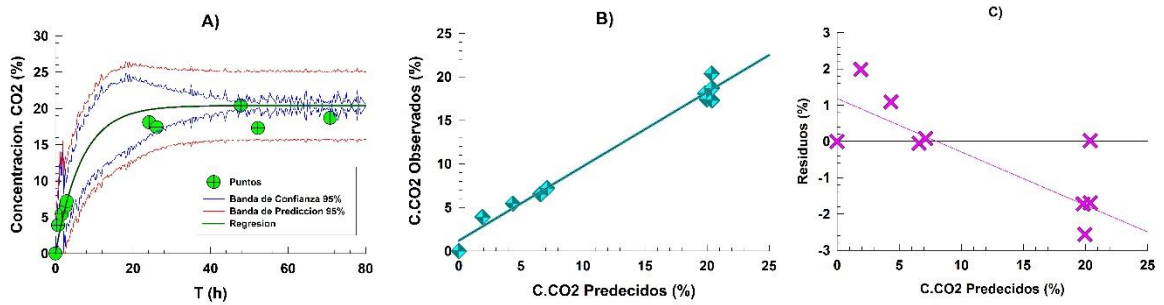 A)
Concentracion. CO2 (%)
30
25
20
15
10
5
0
Puntos
Banda de Confianza 95%
Banda de Prediccion 95%
Regresion
0 20 40 60 80
T (h)
B)
C.CO2 Observados (%)
20
15
10
5
0
0 5 10 15 20 25
C.CO2 Predecidos (%)
C)
Residuos (%)
3
2
1
0
-1
-2
-3
0 5 10 15 20 25
C.CO2 Predecidos (%)